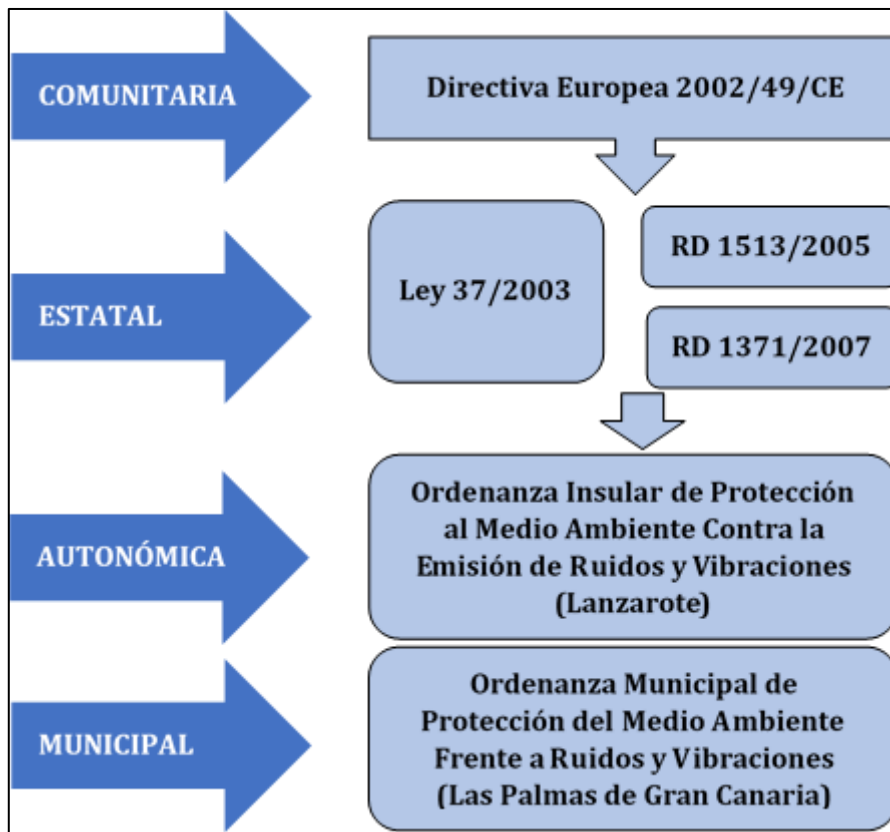 COMUNITARIA
Directiva Europea 2002/49/CE
ESTATAL
Ley 37/2003
RD 1513/2005
RD 1371/2007
AUTONÓMICA
Ordenanza Insular de Protección
al Medio Ambiente Contra la
Emisión de Ruidos y Vibraciones
(Lanzarote)
MUNICIPAL
Ordenanza Municipal de
Protección del Medio Ambiente
Frente a Ruidos y Vibraciones
(Las Palmas de Gran Canaria)